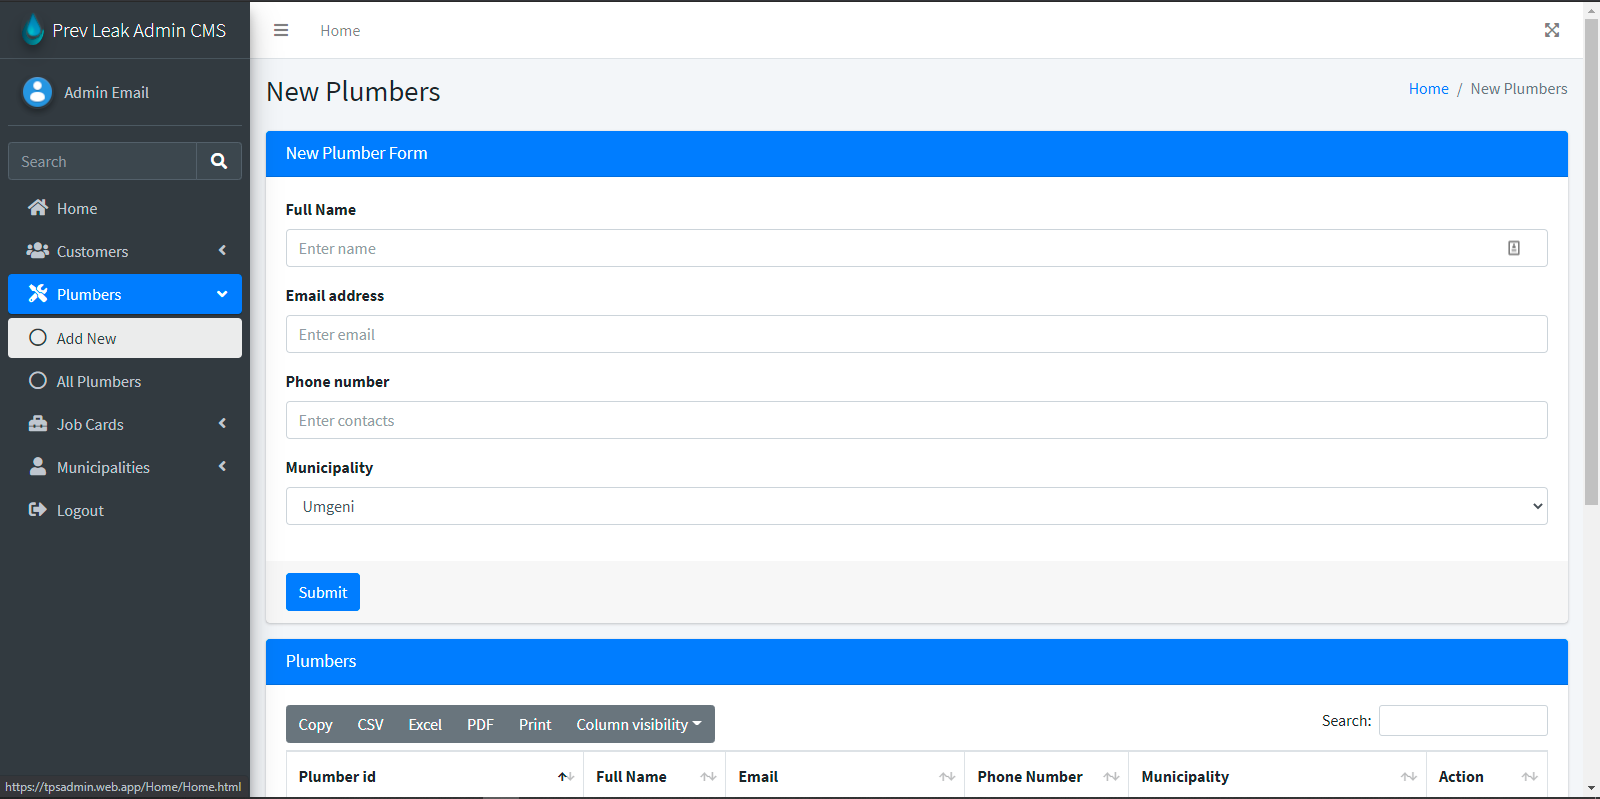 Prev Leak Admin CMS
Home
Admin Email
Search
Home
Customers
Plumbers
Add New
All Plumbers
Job Cards
Municipalities
Logout
New Plumbers
Home / New Plumbers
New Plumber Form
Full Name
Enter name
Email address
Enter email
Phone number
Enter contacts
Municipality
Umgeni
Submit
Plumbers
Copy CSV Excel PDF Print Column visibility
Search:
Plumber id Full Name Email Phone Number Municipality Action
https://tpsadmin.web.app/Home/Home.html